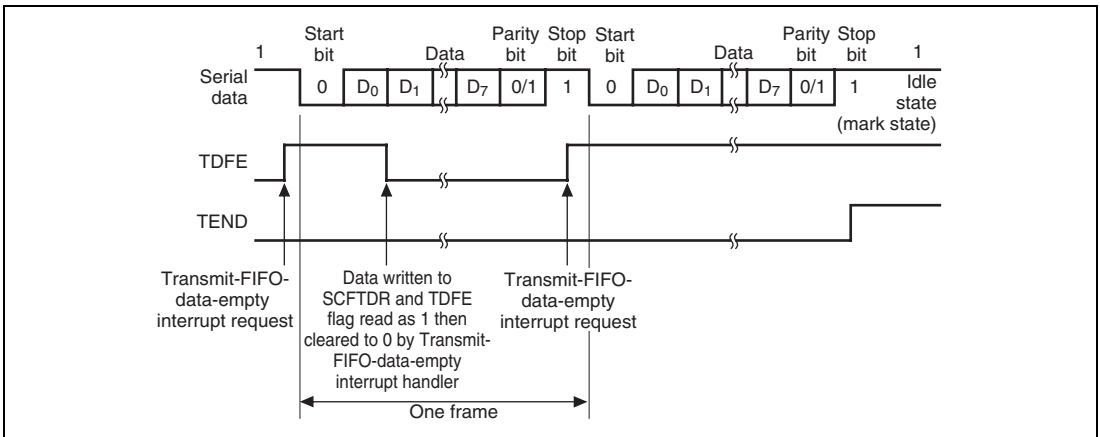 Start bit
Data
Parity bit
Stop bit
Start bit
Data
Parity bit
Stop bit
1
1
Serial data
0
D0
D1
D7
0/1
1
0
D0
D1
D7
0/1
1
Idle state (mark state)
TDFE
TEND
Transmit-FIFO-
data-empty
interrupt request
Data written to
SCFTDR and TDFE
flag read as 1 then
cleared to 0 by Transmit-
FIFO-data-empty
interrupt handler
Transmit-FIFO-
data-empty
interrupt request
One frame